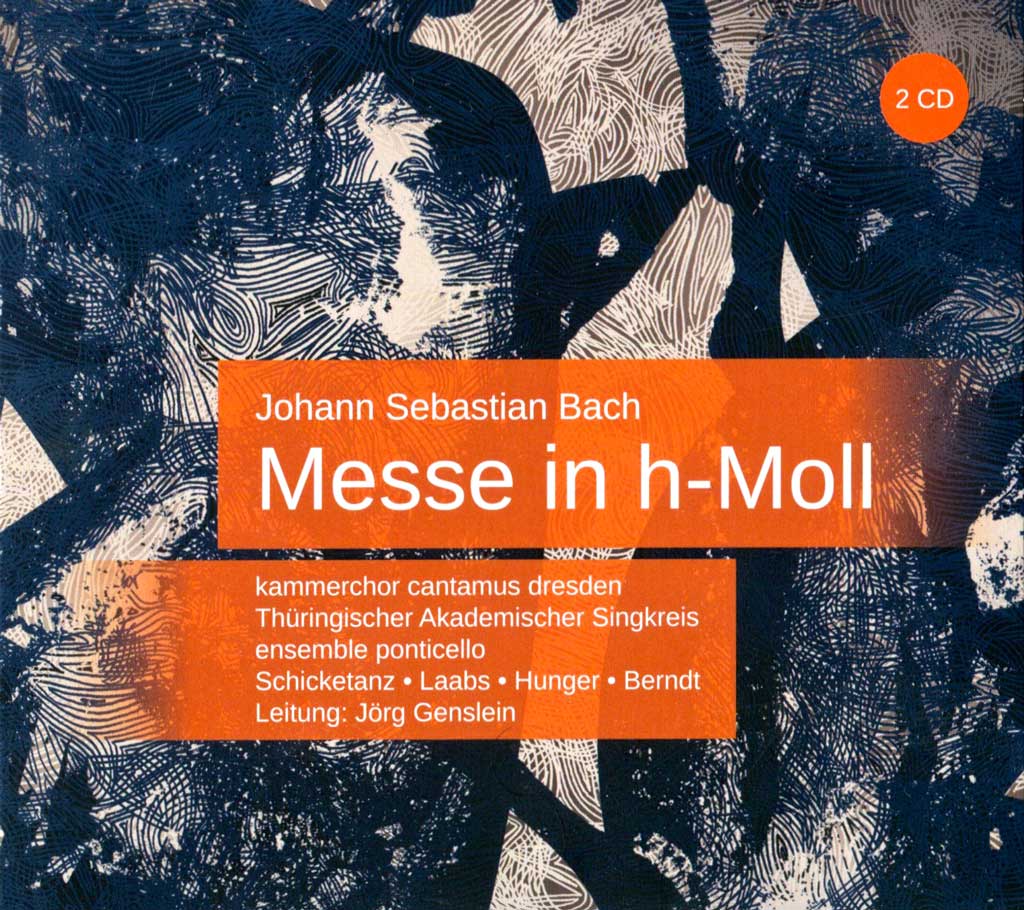 2 CD
Johann Sebastian Bach
Messe in h-Moll
kammerchor cantamus dresden
Thüringischer Akademischer Singkreis
ensemble ponticello
Schicketanz • Laabs • Hunger • Berndt
Leitung: Jörg Genslein